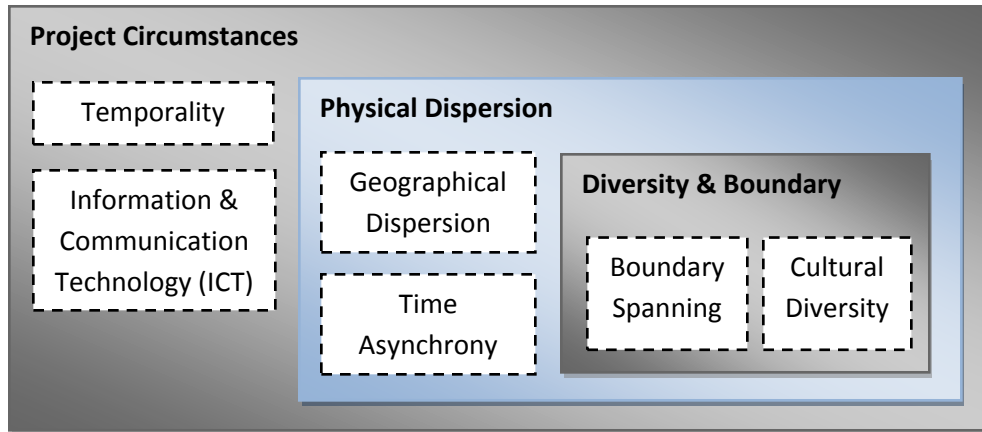 Project Circumstances
Temporality
Information &
Communication
Technology (ICT)
Physical Dispersion
Geographical
Dispersion
Time
Asynchrony
Diversity & Boundary
Boundary
Spanning
Cultural
Diversity